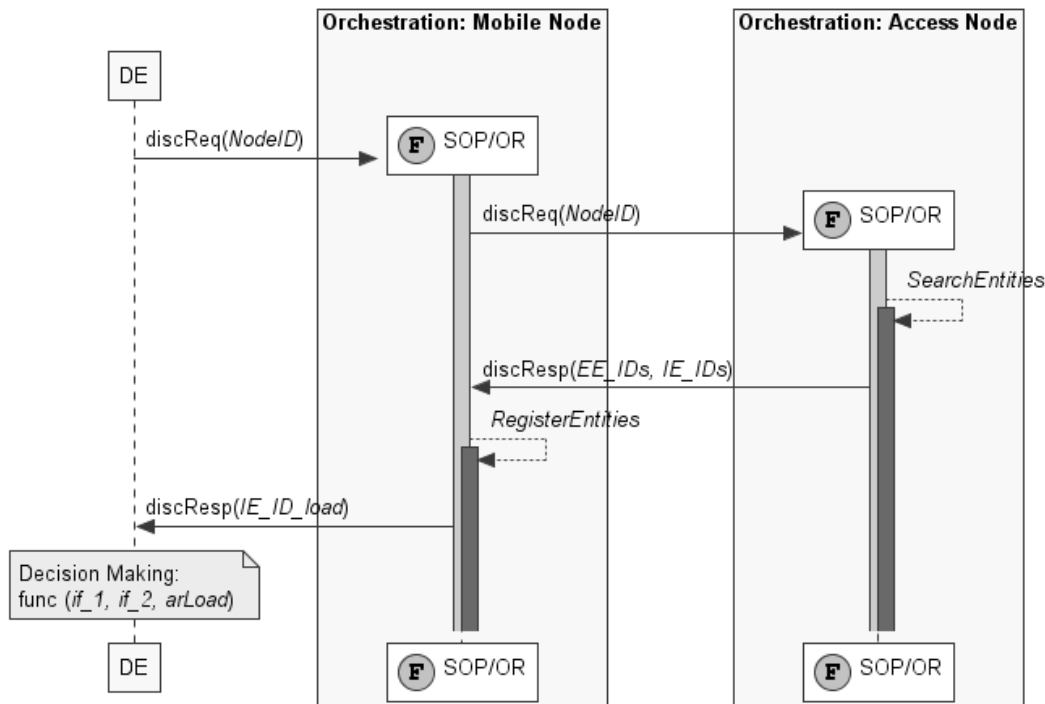 Orchestration: Mobile Node
Orchestration: Access Node
DE
discReq(NodeID)
F SOP/OR
discReq(NodeID)
F SOP/OR
SearchEntities
discResp(EE_IDs, IE_IDs)
RegisterEntities
discResp(IE_ID_load)
Decision Making:
func (if_1, if_2, arLoad)
DE
F SOP/OR
F SOP/OR